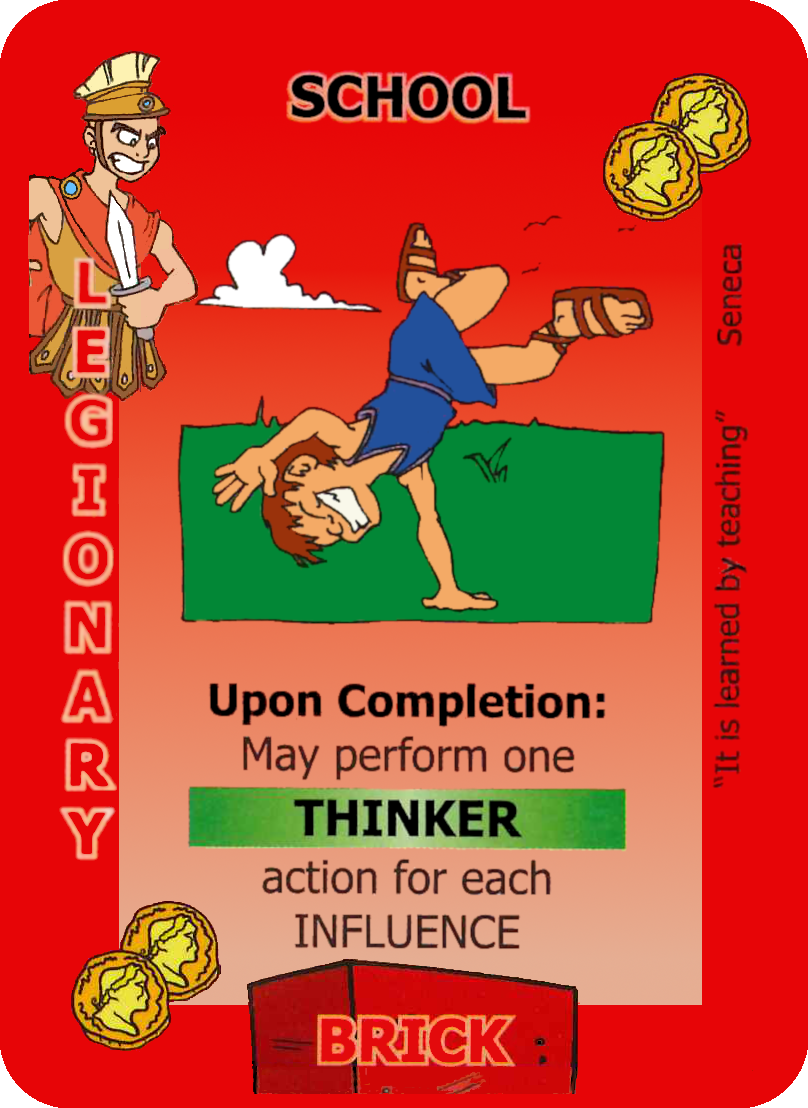 SCHOOL
LEGIONARY
"It is learned by teaching" Seneca
Upon Completion:
May perform one
THINKER
action for each
INFLUENCE
BRICK